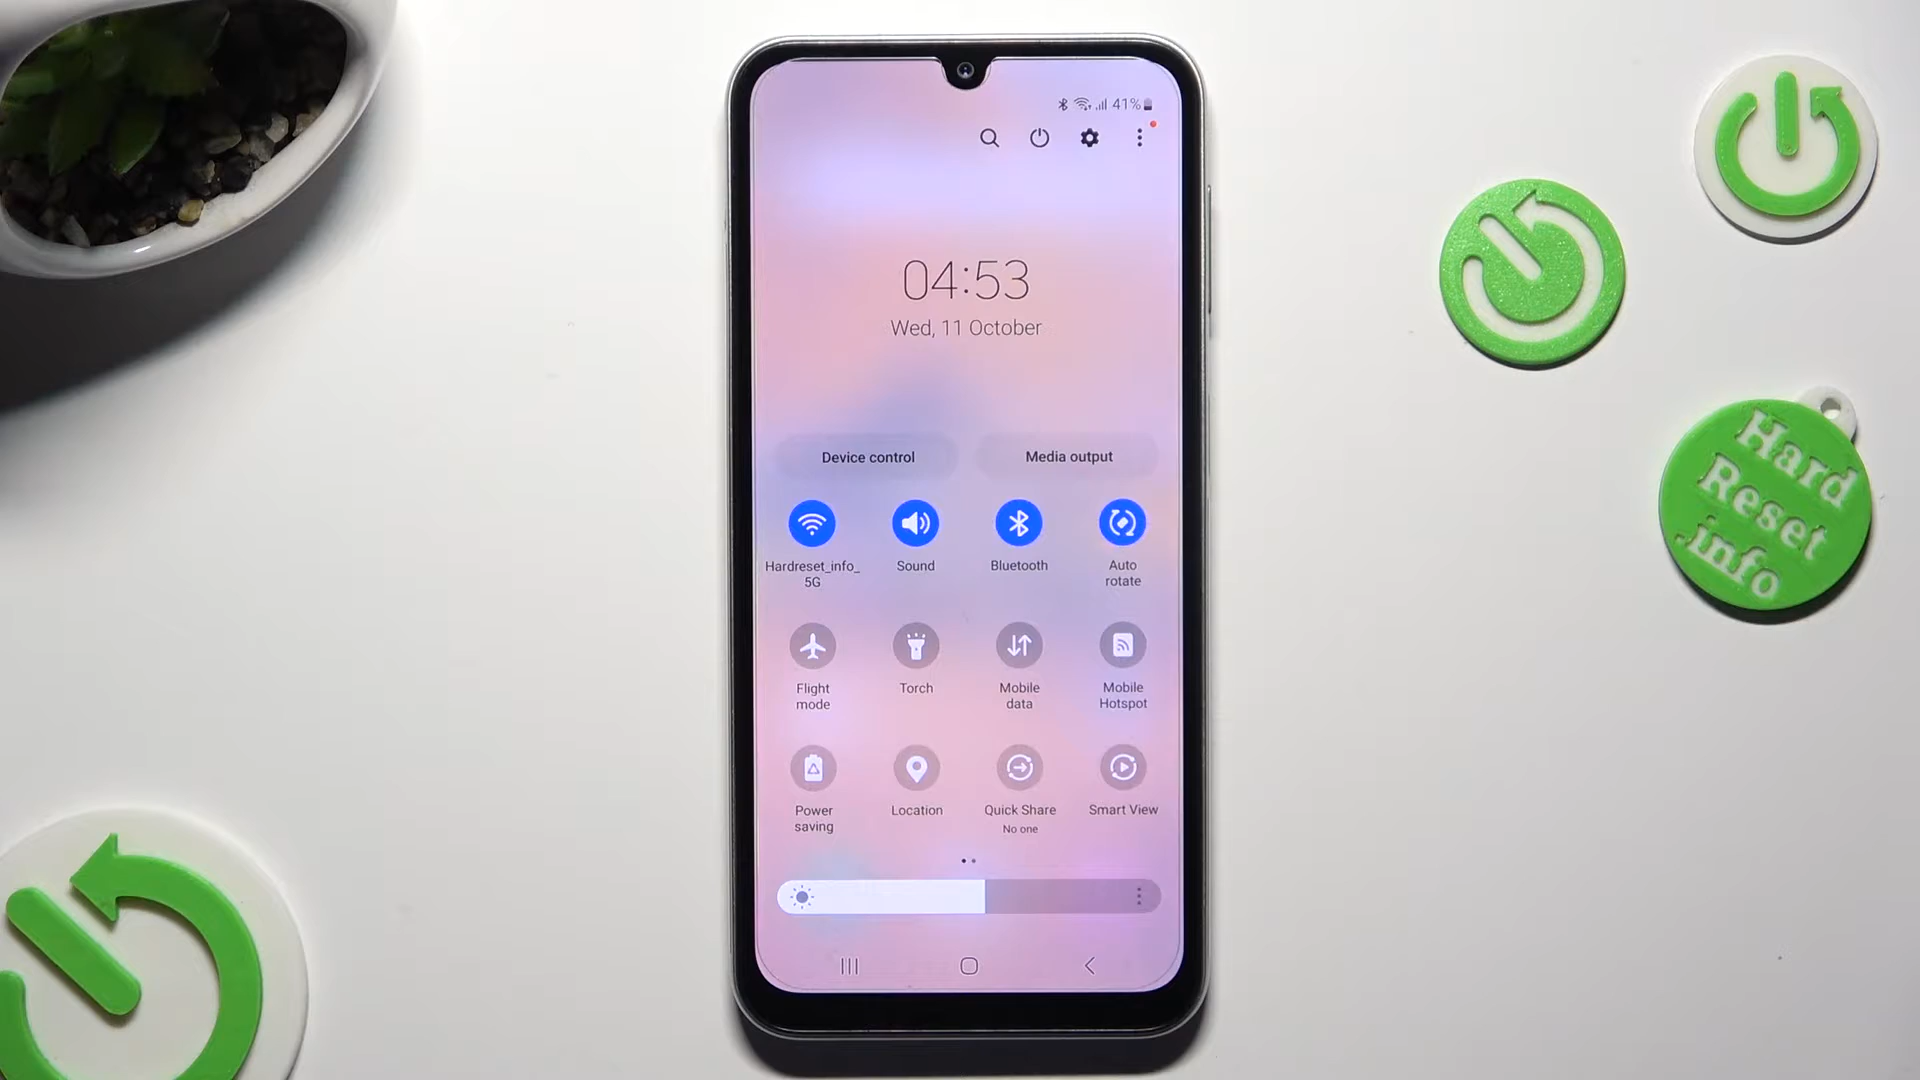 41%
04:53
Wed, 11 October
Device control
Media output
Hardreset_info_
5G
Sound
Bluetooth
Auto
rotate
Flight
mode
Torch
Mobile
data
Mobile
Hotspot
Power
saving
Location
Quick Share
No one
Smart View
Hard
Reset
.info